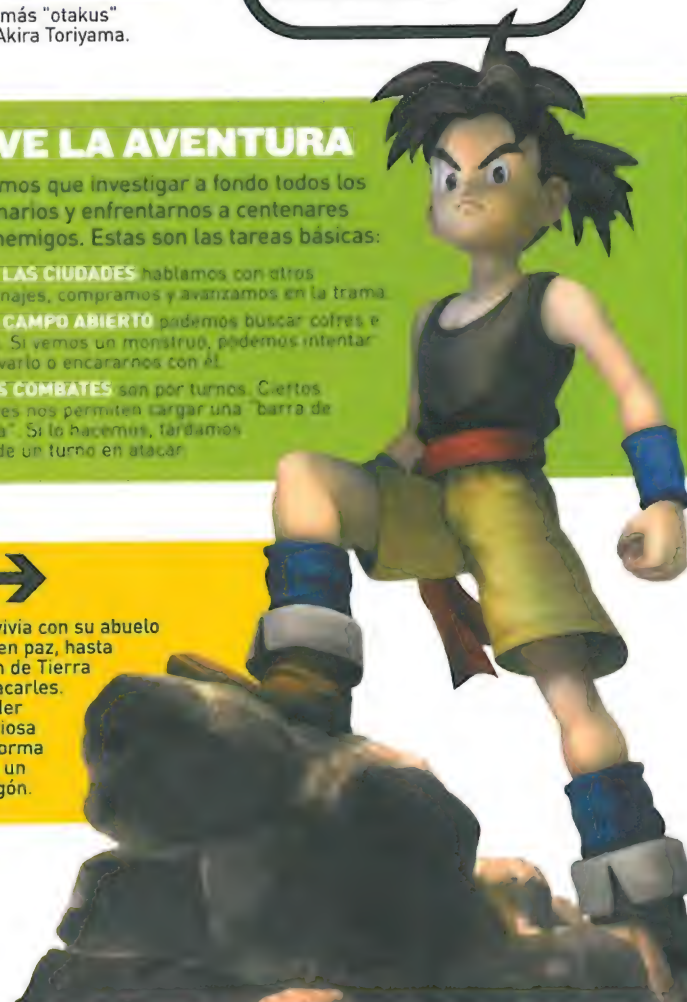 más "otakus"
Akira Toriyama.
VE LA AVENTURA
mos que investigar a fondo todos los
narios y enfrentarnos a centenares
nemigos. Estas son las tareas básicas:
LAS CIUDADES hablamos con otros
najes, compramos y avanzamos en la trama.
CAMPO ABIERTO podemos buscar cofres e
. Si vemos un monstruo, podemos intentar
varlo o encararnos con él.
S COMBATES son por turnos. Ciertos
es nos permiten cargar una "barra de
a". Si lo hacemos, tardamos
de un turno en atacar.
vivia con su abuelo
en paz, hasta
n de Tierra
acarles.
der
iosa
orma
un
gón.